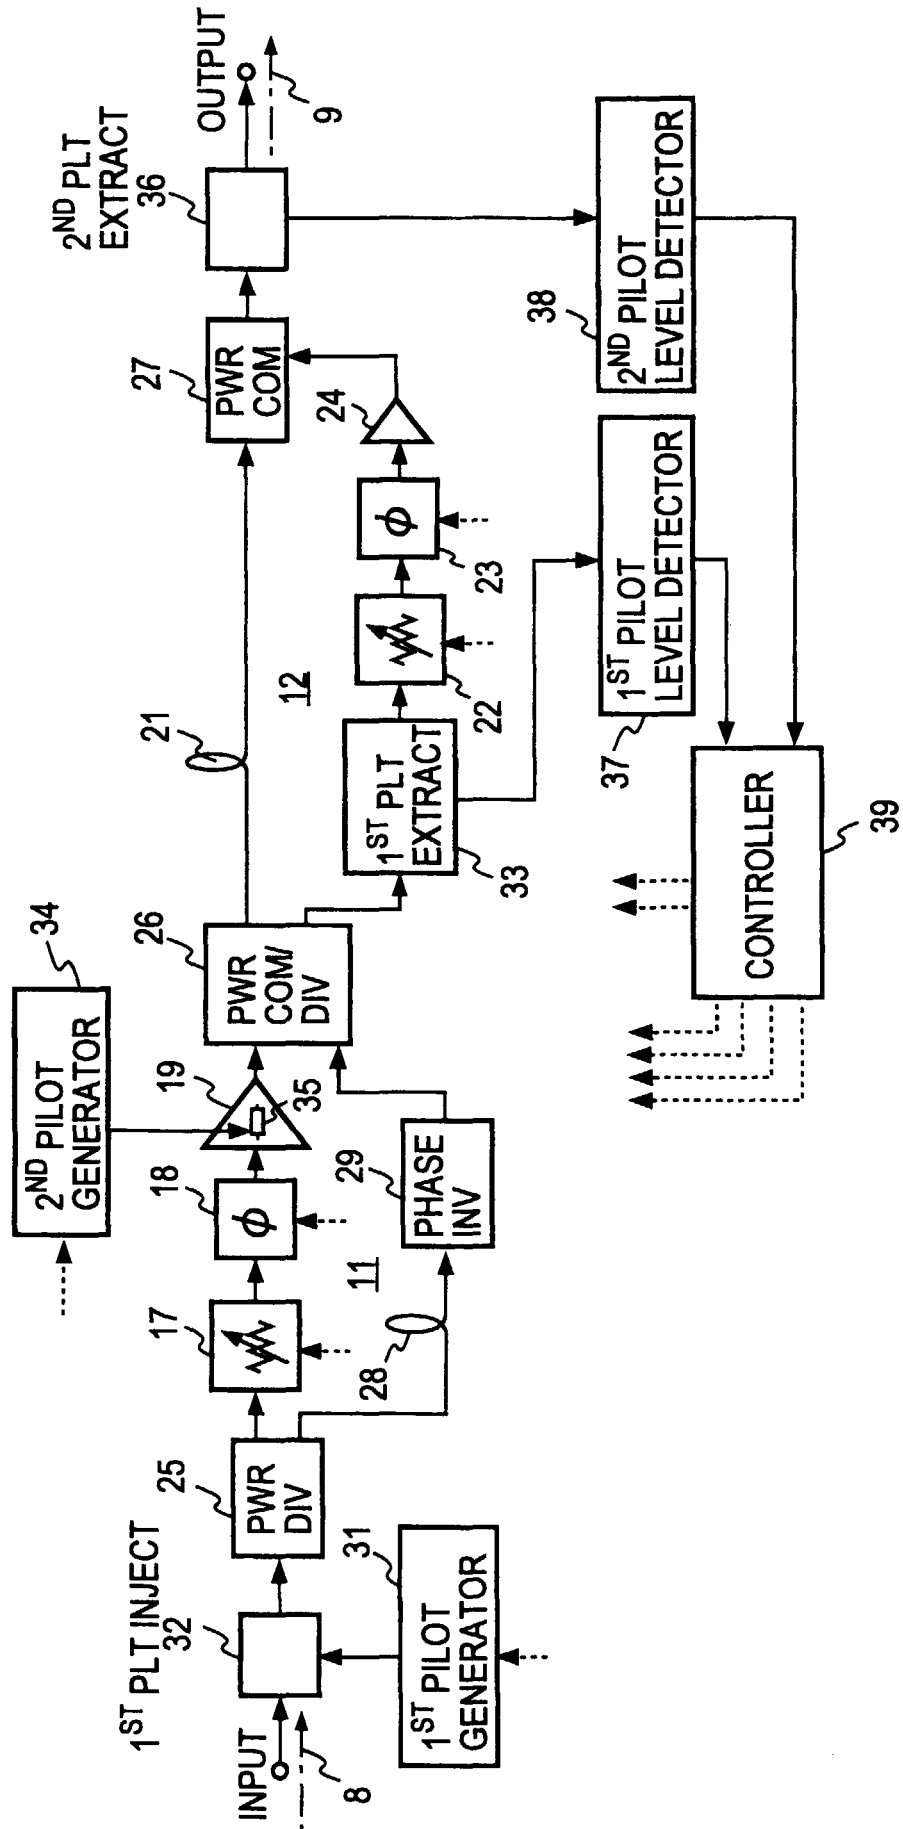 INPUT
8
1ST PLT INJECT
32
1ST PILOT
GENERATOR
31
PWR
DIV
25
17
18
19
35
2ND PILOT
GENERATOR
34
11
28
PHASE
INV
29
PWR
COM/
DIV
26
21
12
1ST PLT
EXTRACT
33
22
ϕ
23
ϕ
24
PWR
COM
27
2ND PLT
EXTRACT
36
OUTPUT
9
1ST PILOT
LEVEL DETECTOR
37
2ND PILOT
LEVEL DETECTOR
38
CONTROLLER
39